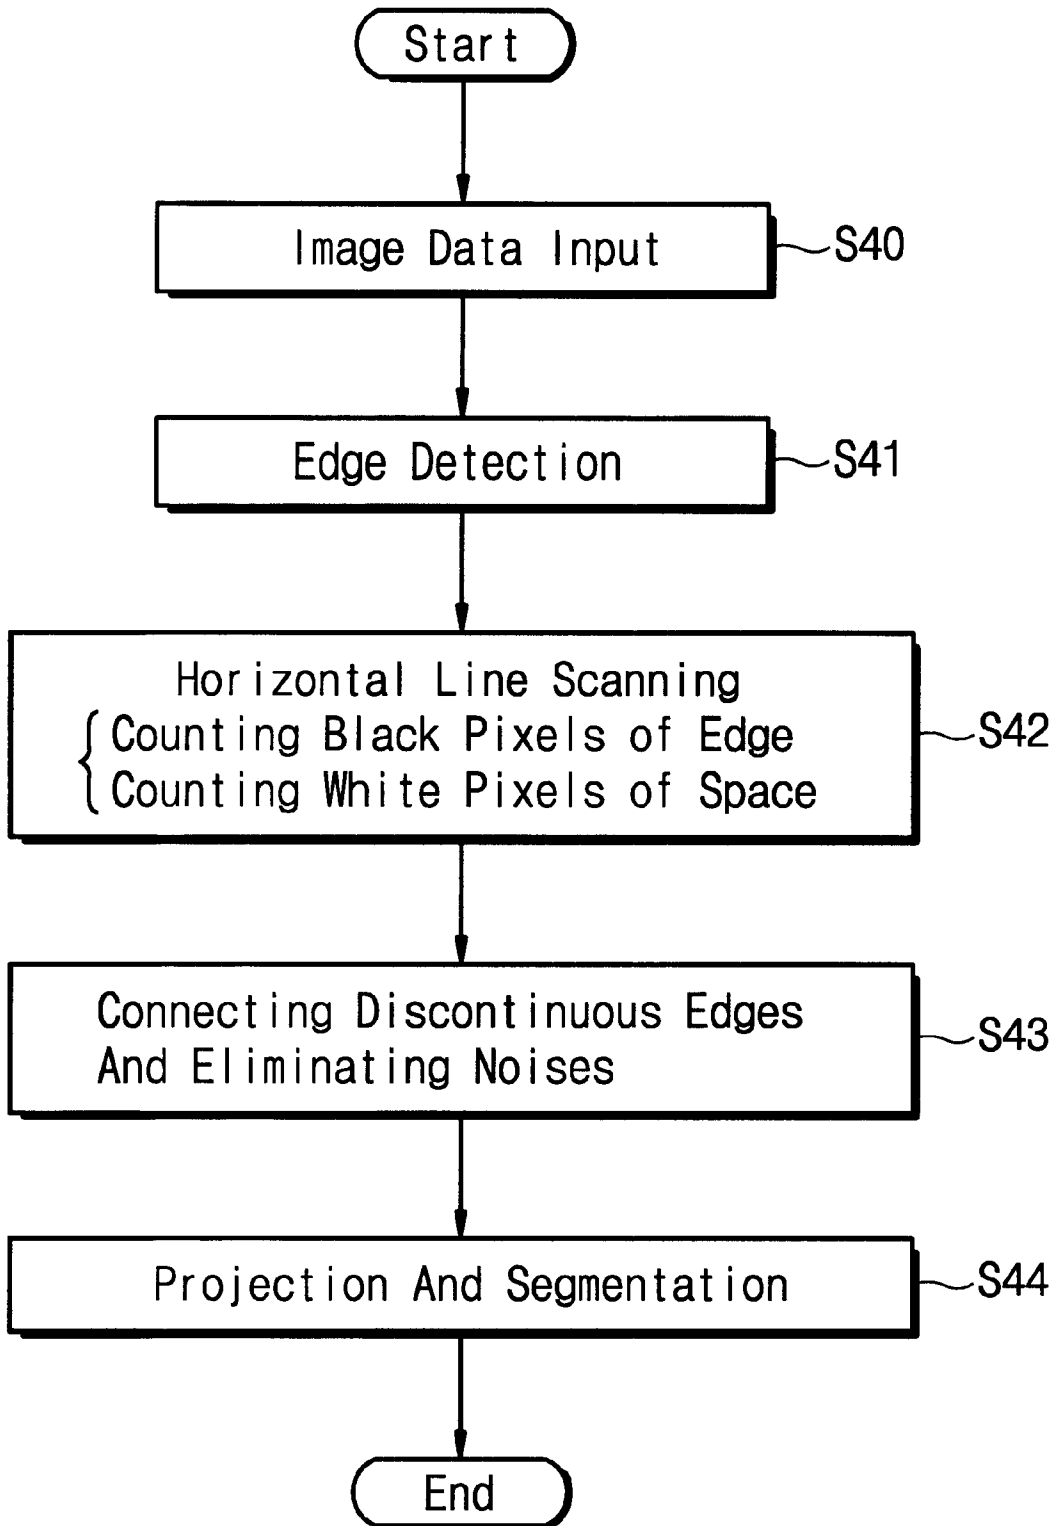 Start
Image Data Input
S40
Edge Detection
S41
Horizontal Line Scanning
Counting Black Pixels of Edge
Counting White Pixels of Space
S42
Connecting Discontinuous Edges
And Eliminating Noises
S43
Projection And Segmentation
S44
End